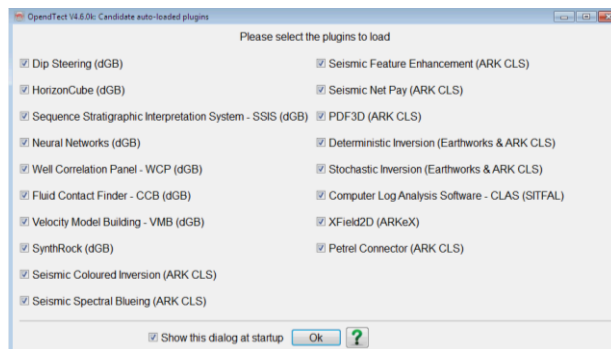 OpendTect V4.6.0k: Candidate auto-loaded plugins
Please select the plugins to load
Dip Steering (dGB)
HorizonCube (dGB)
Sequence Stratigraphic Interpretation System - SSIS (dGB)
Neural Networks (dGB)
Well Correlation Panel - WCP (dGB)
Fluid Contact Finder - CCB (dGB)
Velocity Model Building - VMB (dGB)
SynthRock (dGB)
Seismic Coloured Inversion (ARK CLS)
Seismic Spectral Blueing (ARK CLS)
Seismic Feature Enhancement (ARK CLS)
Seismic Net Pay (ARK CLS)
PDF3D (ARK CLS)
Deterministic Inversion (Earthworks & ARK CLS)
Stochastic Inversion (Earthworks & ARK CLS)
Computer Log Analysis Software - CLAS (SITFAL)
XField2D (ARKeX)
Petrel Connector (ARK CLS)
Show this dialog at startup
Ok
?